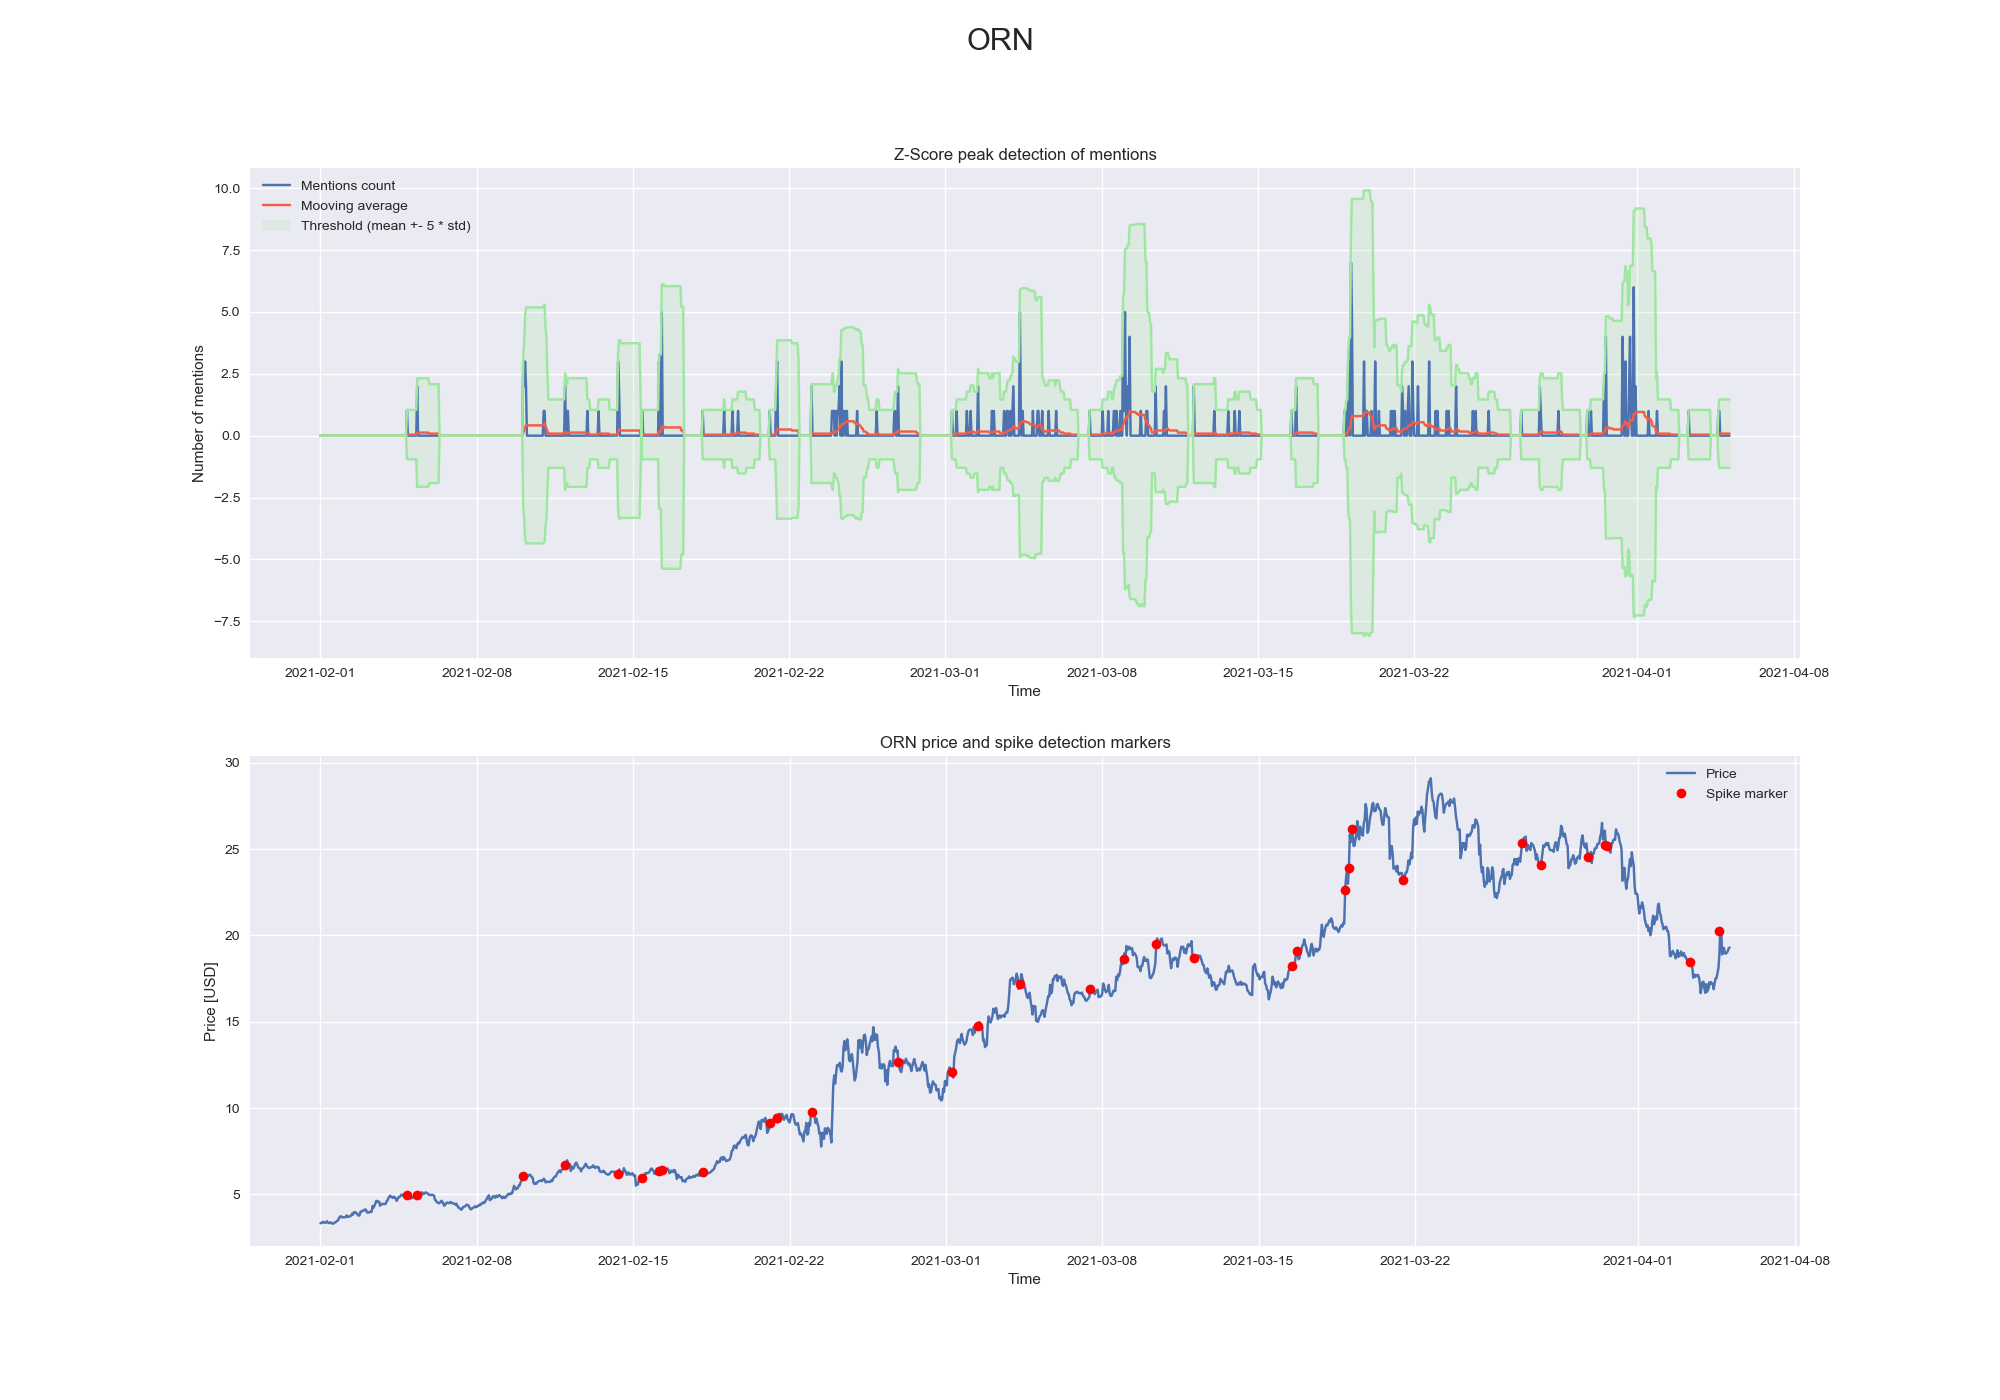 ORN
Z-Score peak detection of mentions
Mentions count
Mooving average
Threshold (mean +- 5 * std)
Number of mentions
10.0
7.5
5.0
2.5
0.0
−2.5
−5.0
−7.5
2021-02-01 2021-02-08 2021-02-15 2021-02-22 2021-03-01 2021-03-08 2021-03-15 2021-03-22 2021-04-01 2021-04-08
Time
ORN price and spike detection markers
Price
Spike marker
Price [USD]
30
25
20
15
10
5
2021-02-01 2021-02-08 2021-02-15 2021-02-22 2021-03-01 2021-03-08 2021-03-15 2021-03-22 2021-04-01 2021-04-08
Time